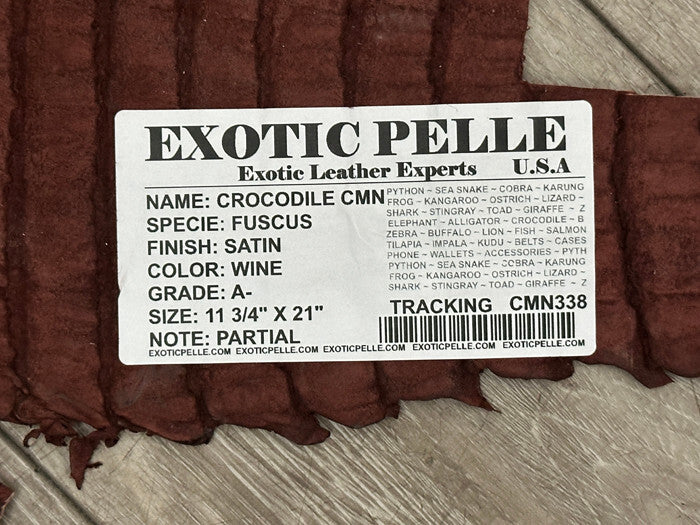 EXOTIC PELLE
Exotic Leather Experts U.S.A
NAME: CROCODILE CMN
SPECIE: FUSCUS
FINISH: SATIN
COLOR: WINE
GRADE: A-
SIZE: 11 3/4" X 21"
NOTE: PARTIAL
PYTHON ~ SEA SNAKE ~ COBRA ~ KARUNG
FROG ~ KANGAROO ~ OSTRICH ~ LIZARD ~
SHARK ~ STINGRAY ~ TOAD ~ GIRAFFE ~ Z
ELEPHANT ~ ALLIGATOR ~ CROCODILE ~ B
ZEBRA ~ BUFFALO ~ LION ~ FISH ~ SALMON
TILAPIA ~ IMPALA ~ KUDU ~ BELTS ~ CASES
PHONE ~ WALLETS ~ ACCESSORIES ~ PYTH
PYTHON ~ SEA SNAKE ~ COBRA ~ KARUNG
FROG ~ KANGAROO ~ OSTRICH ~ LIZARD ~
SHARK ~ STINGRAY ~ TOAD ~ GIRAFFE ~ Z
TRACKING CMN338
EXOTICPELLE.COM EXOTICPELLE.COM EXOTICPELLE.COM EXOTICPELLE.COM EXOTICPELLE.COM